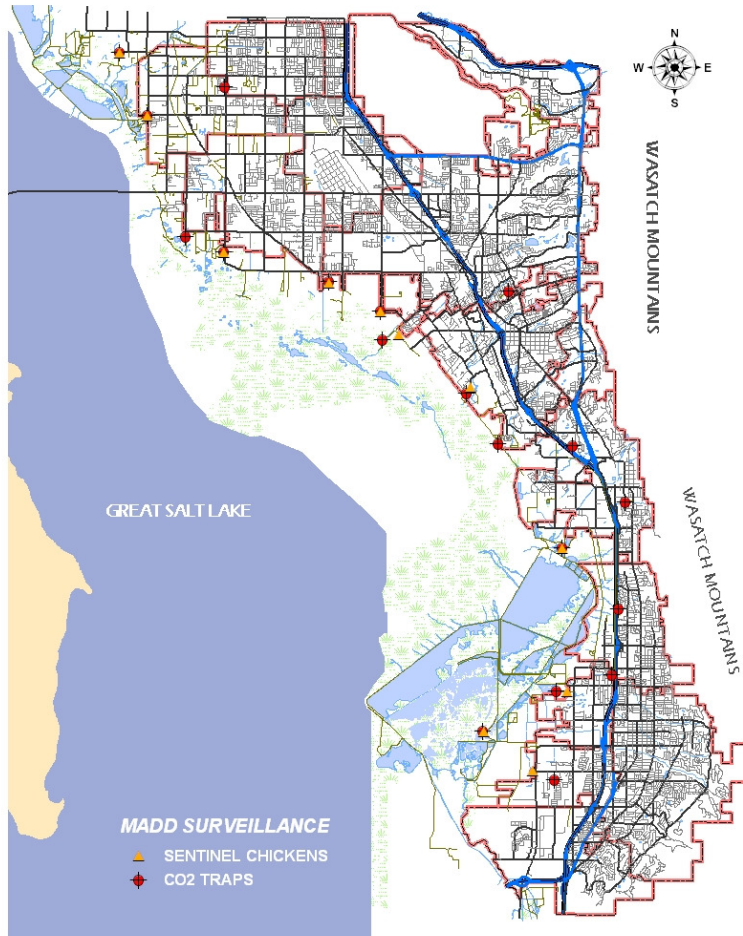 N
W E
S
WASATCH MOUNTAINS
GREAT SALT LAKE
WASATCH MOUNTAINS
MADD SURVEILLANCE
SENTINEL CHICKENS
CO2 TRAPS